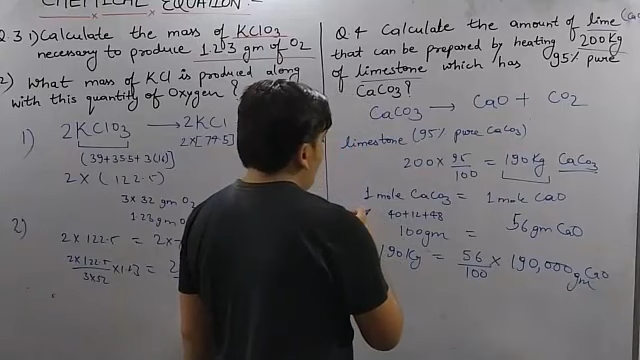 CHEMICAL EQUATION:-
Q 3 1) Calculate the mass of KClO3
necessary to produce 1.23 gm of O2
2) What mass of KCl is produced along
with this quantity of Oxygen?
1) 2KClO3 → 2KCl
(39+35.5+3(16)] 2×[74.5]
2 × (122.5)
3 × 32 gm O2
1.23 gm O
2)
2 × 122.5 = 2×7
2×122.5/3×32 × 1.23 = 2
Q 4 Calculate the amount of lime (CaO)
that can be prepared by heating 200Kg
of limestone which has 95% pure
CaCO3?
CaCO3 → CaO + CO2
limestone (95% pure CaCO3)
200 × 95/100 = 190 Kg CaCO3
1 mole CaCO3 = 1 mole CaO
40+12+48
100gm = 56 gm CaO
190 Kg = 56/100 × 190,000 gm CaO